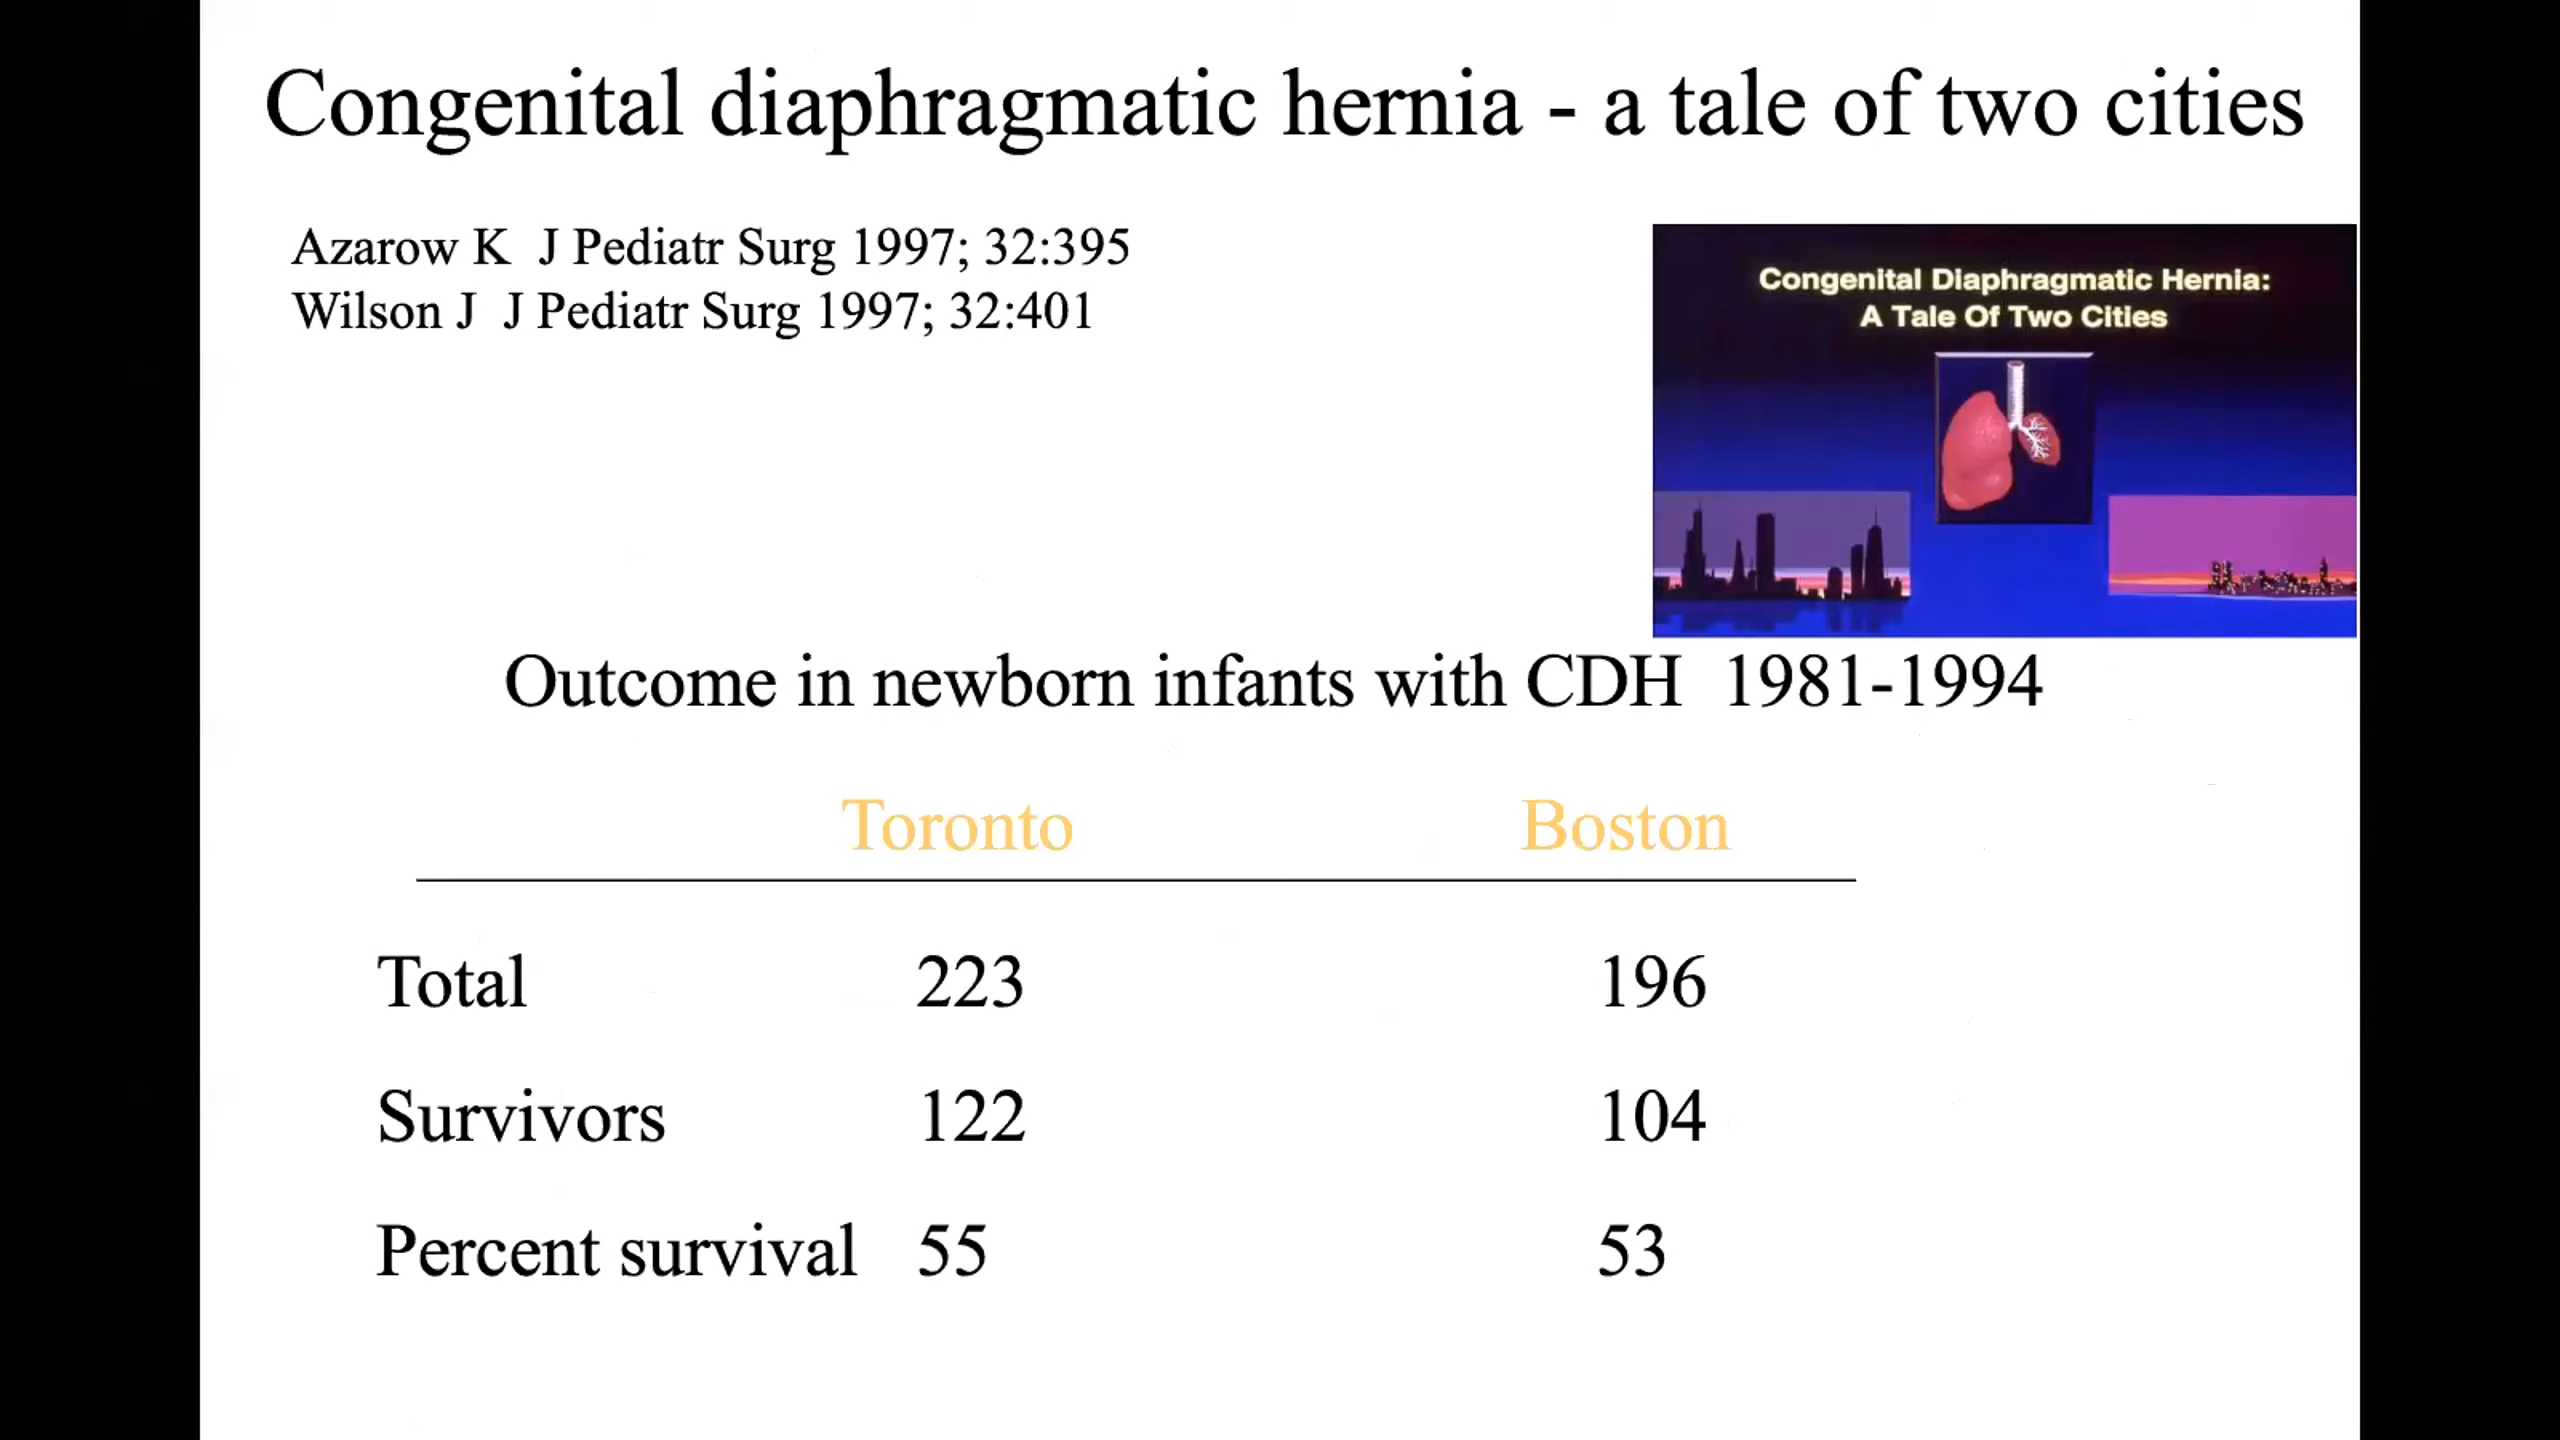 Congenital diaphragmatic hernia - a tale of two cities
Azarow K J Pediatr Surg 1997; 32:395
Wilson J J Pediatr Surg 1997; 32:401
Congenital Diaphragmatic Hernia:
A Tale Of Two Cities
Outcome in newborn infants with CDH 1981-1994
Toronto Boston
Total 223 196
Survivors 122 104
Percent survival 55 53